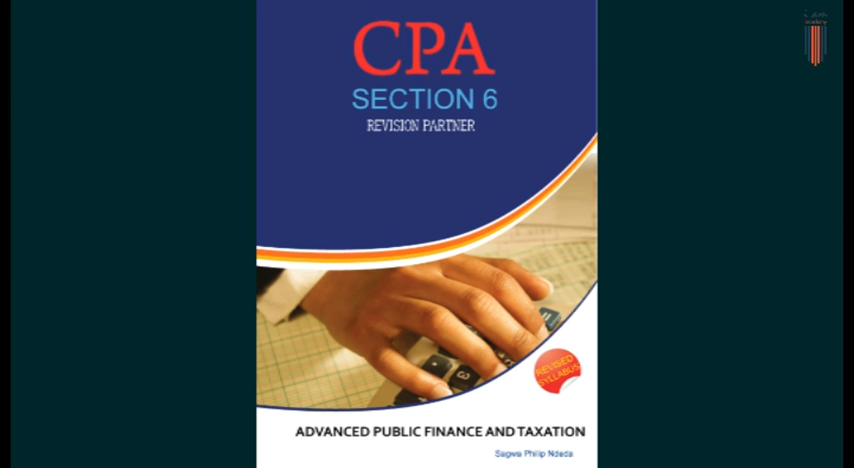 CPA
SECTION 6
REVISION PARTNER
REVISED
SYLLABUS
ADVANCED PUBLIC FINANCE AND TAXATION
Sagwa Philip Ndeda